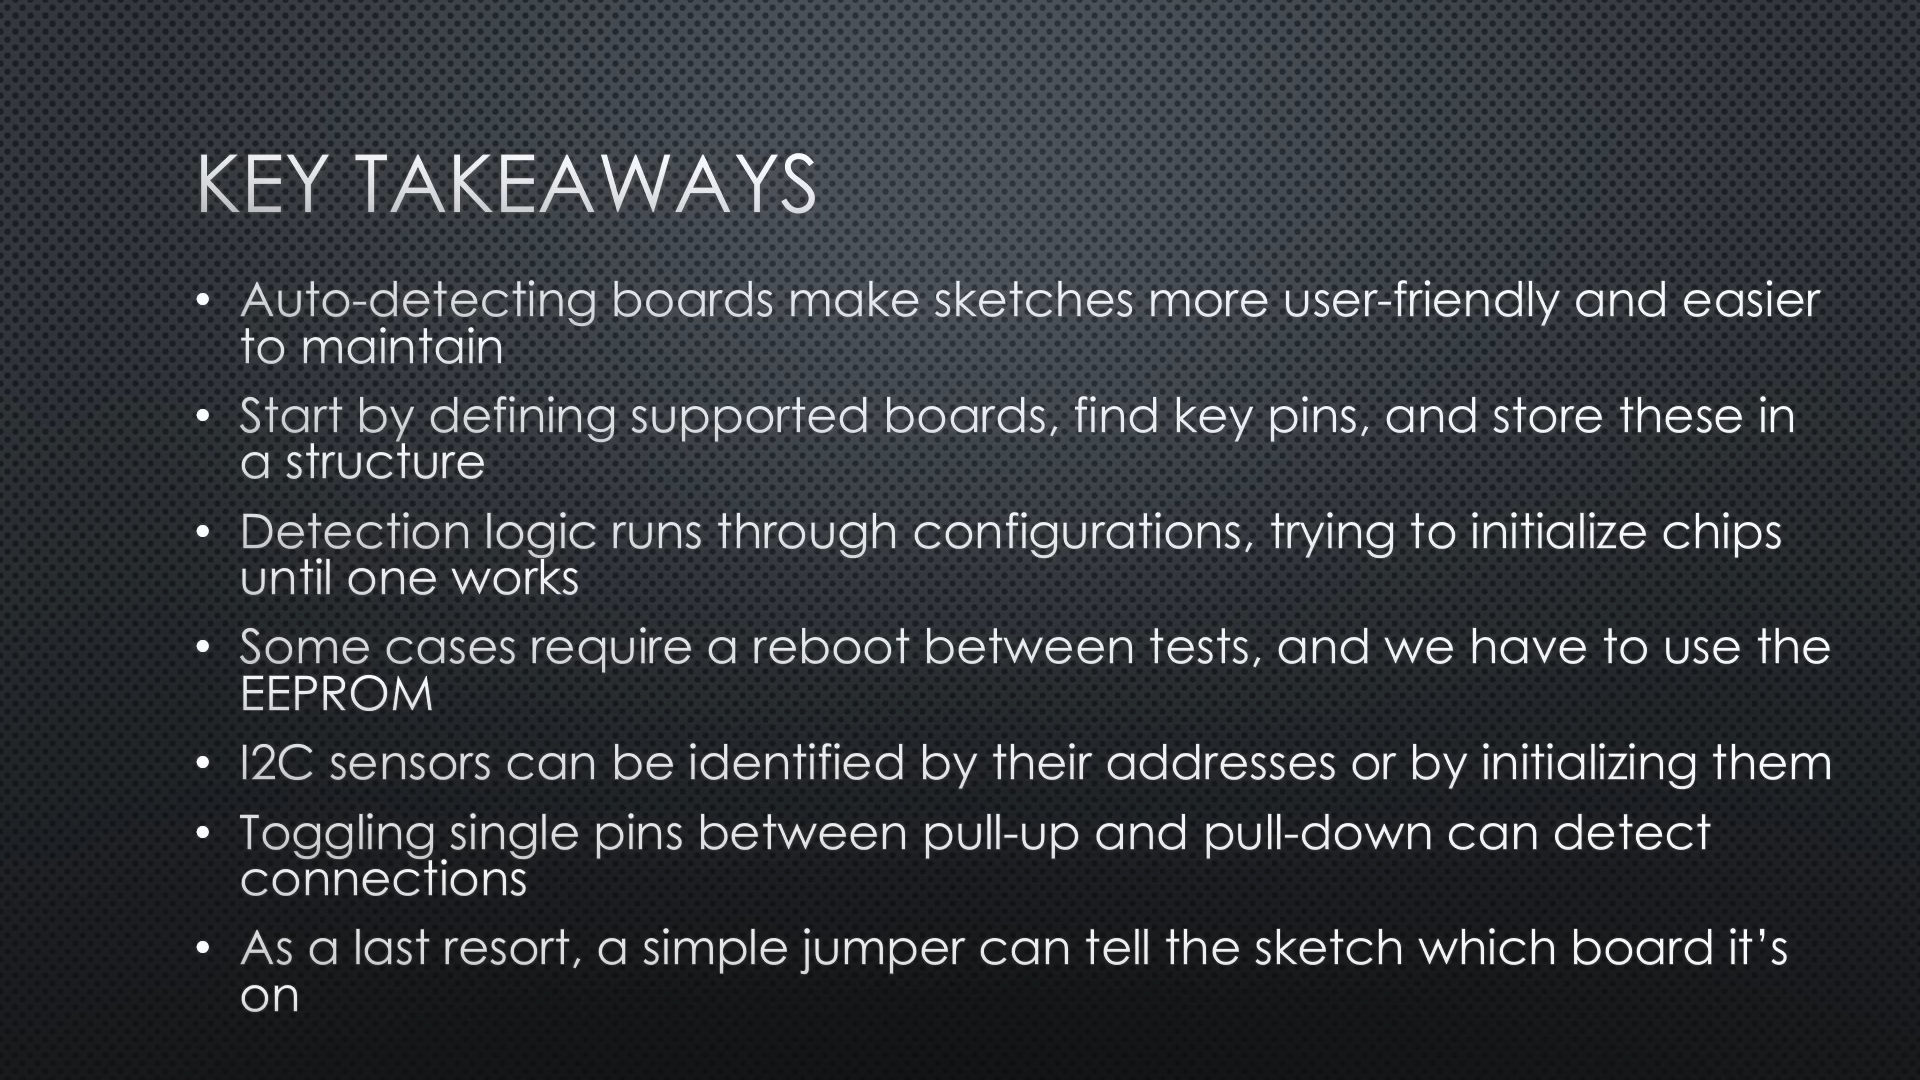 KEY TAKEAWAYS
• Auto-detecting boards make sketches more user-friendly and easier
to maintain
• Start by defining supported boards, find key pins, and store these in
a structure
• Detection logic runs through configurations, trying to initialize chips
until one works
• Some cases require a reboot between tests, and we have to use the
EEPROM
• I2C sensors can be identified by their addresses or by initializing them
• Toggling single pins between pull-up and pull-down can detect
connections
• As a last resort, a simple jumper can tell the sketch which board it’s
on